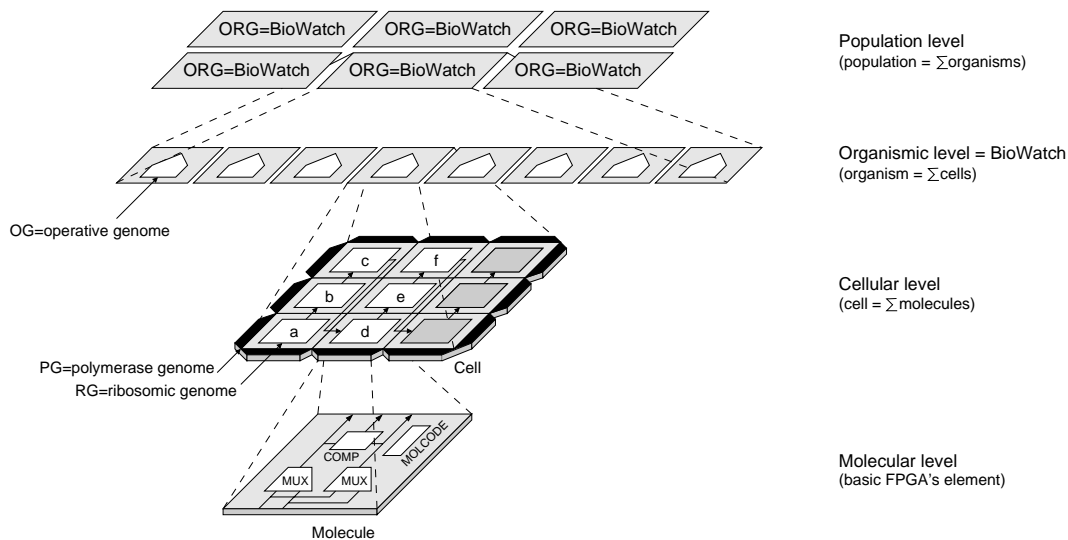 ORG=BioWatch ORG=BioWatch ORG=BioWatch
ORG=BioWatch ORG=BioWatch ORG=BioWatch
Population level
(population = ∑organisms)
Organismic level = BioWatch
(organism = ∑cells)
OG=operative genome
c f
b e
a d
Cellular level
(cell = ∑molecules)
PG=polymerase genome
RG=ribosomic genome
Cell
COMP
MOLCODE
MUX MUX
Molecule
Molecular level
(basic FPGA's element)